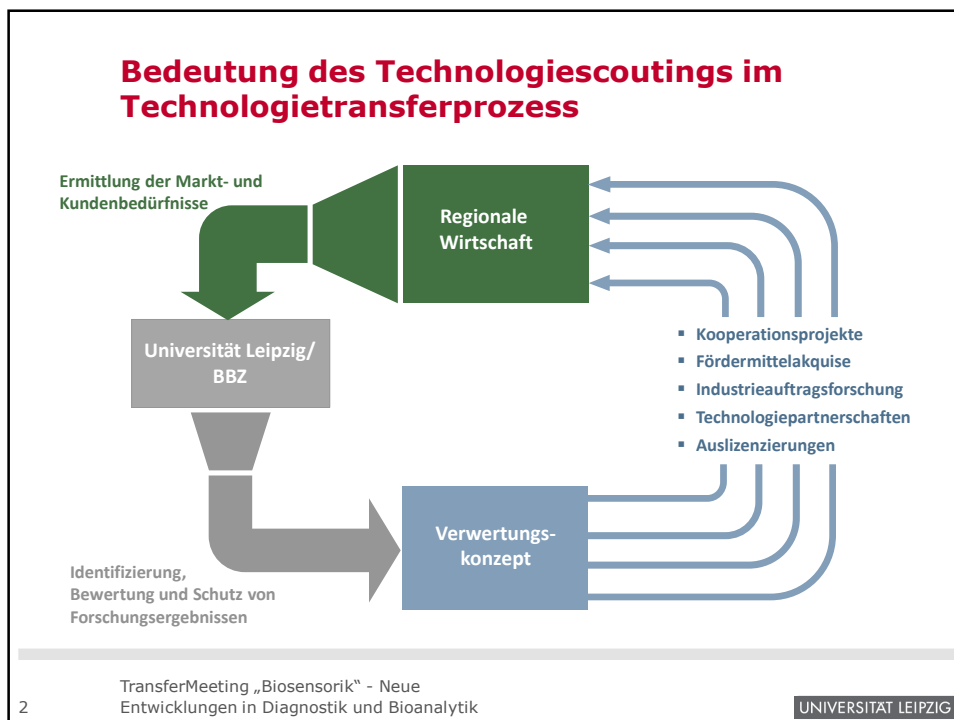 Bedeutung des Technologiescoutings im
Technologietransferprozess
Ermittlung der Markt- und
Kundenbedürfnisse
Regionale
Wirtschaft
Universität Leipzig/
BBZ
▪ Kooperationsprojekte
▪ Fördermittelakquise
▪ Industrieauftragsforschung
▪ Technologiepartnerschaften
▪ Auslizenzierungen
Verwertungs-
konzept
Identifizierung,
Bewertung und Schutz von
Forschungsergebnissen
2
TransferMeeting „Biosensorik“ - Neue
Entwicklungen in Diagnostik und Bioanalytik
UNIVERSITÄT LEIPZIG